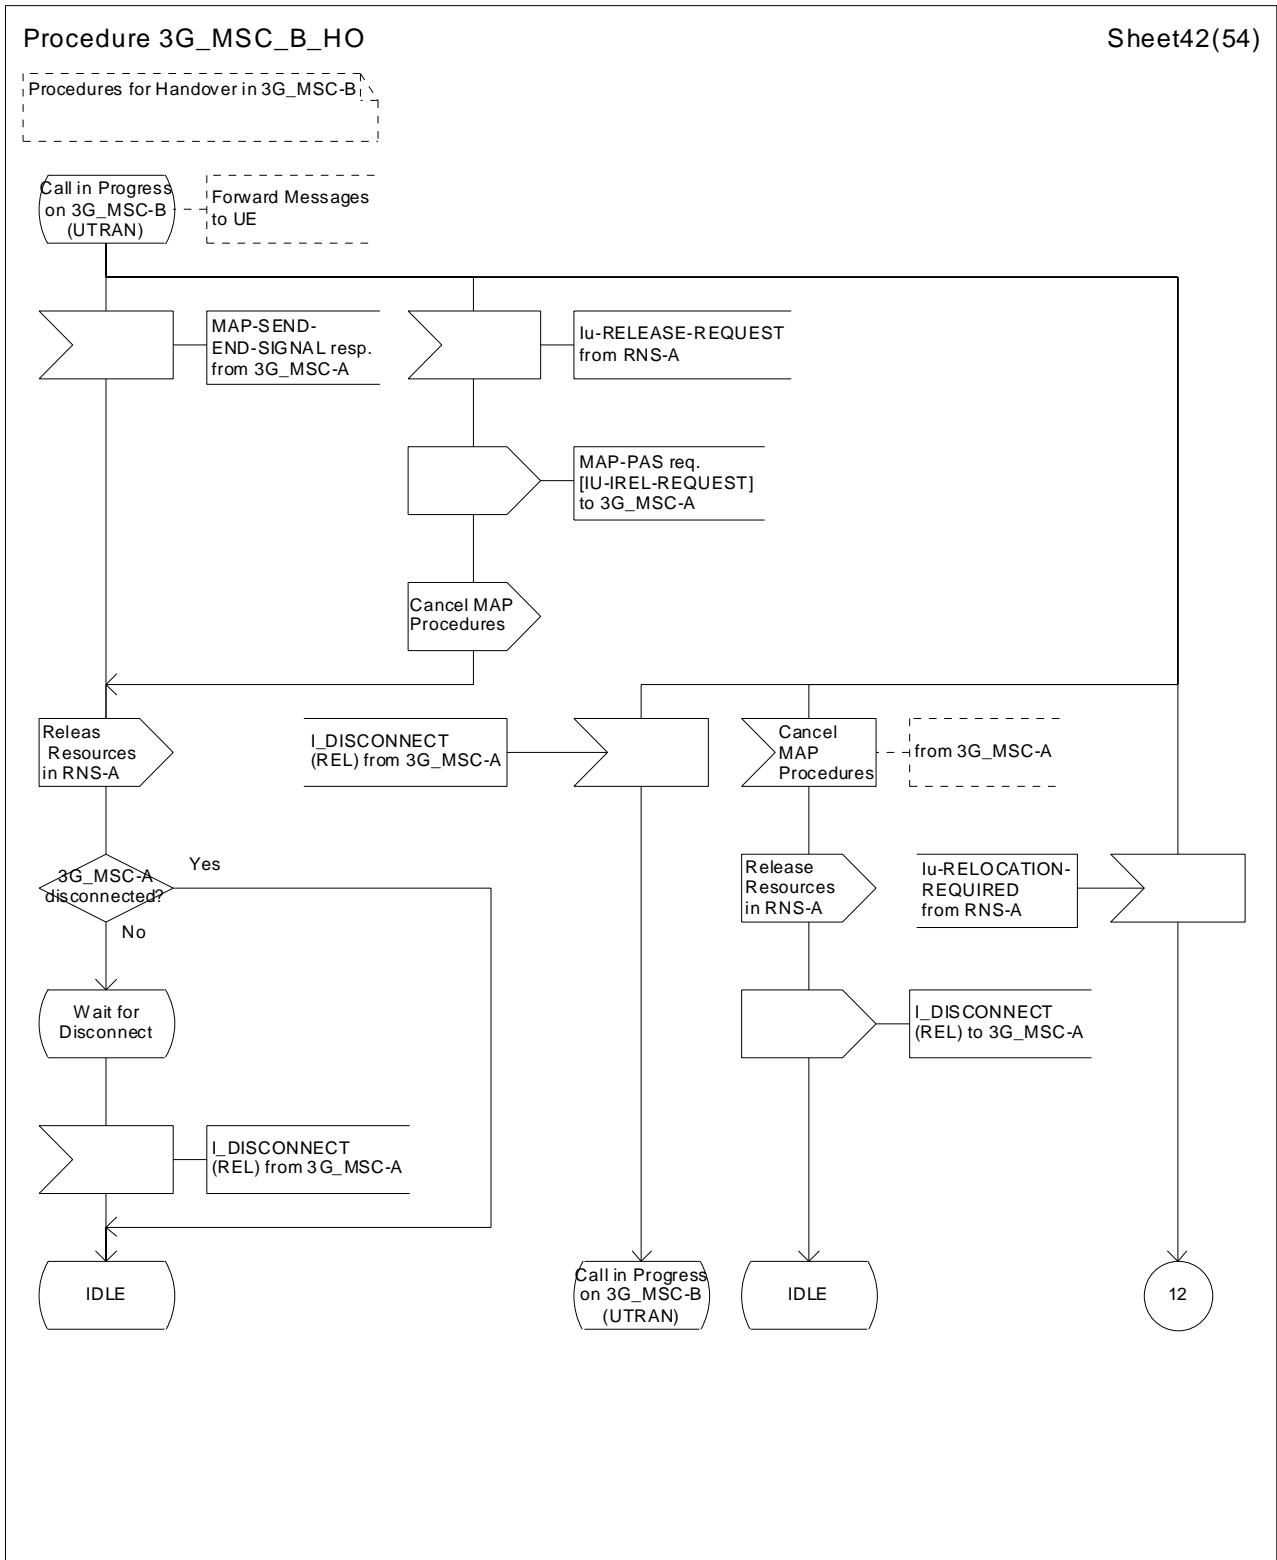 Procedure 3G_MSC_B_HO
Sheet42(54)
Procedures for Handover in 3G_MSC-B
Call in Progress
on 3G_MSC-B
(UTRAN)
Forward Messages
to UE
MAP-SEND-
END-SIGNAL resp.
from 3G_MSC-A
Iu-RELEASE-REQUEST
from RNS-A
MAP-PAS req.
[IU-IREL-REQUEST]
to 3G_MSC-A
Cancel MAP
Procedures
Releas
Resources
in RNS-A
I_DISCONNECT
(REL) from 3G_MSC-A
Cancel
MAP
Procedures
from 3G_MSC-A
3G_MSC-A
disconnected?
Yes
No
Release
Resources
in RNS-A
Iu-RELOCATION-
REQUIRED
from RNS-A
Wait for
Disconnect
I_DISCONNECT
(REL) to 3G_MSC-A
I_DISCONNECT
(REL) from 3G_MSC-A
IDLE
Call in Progress
on 3G_MSC-B
(UTRAN)
IDLE
12